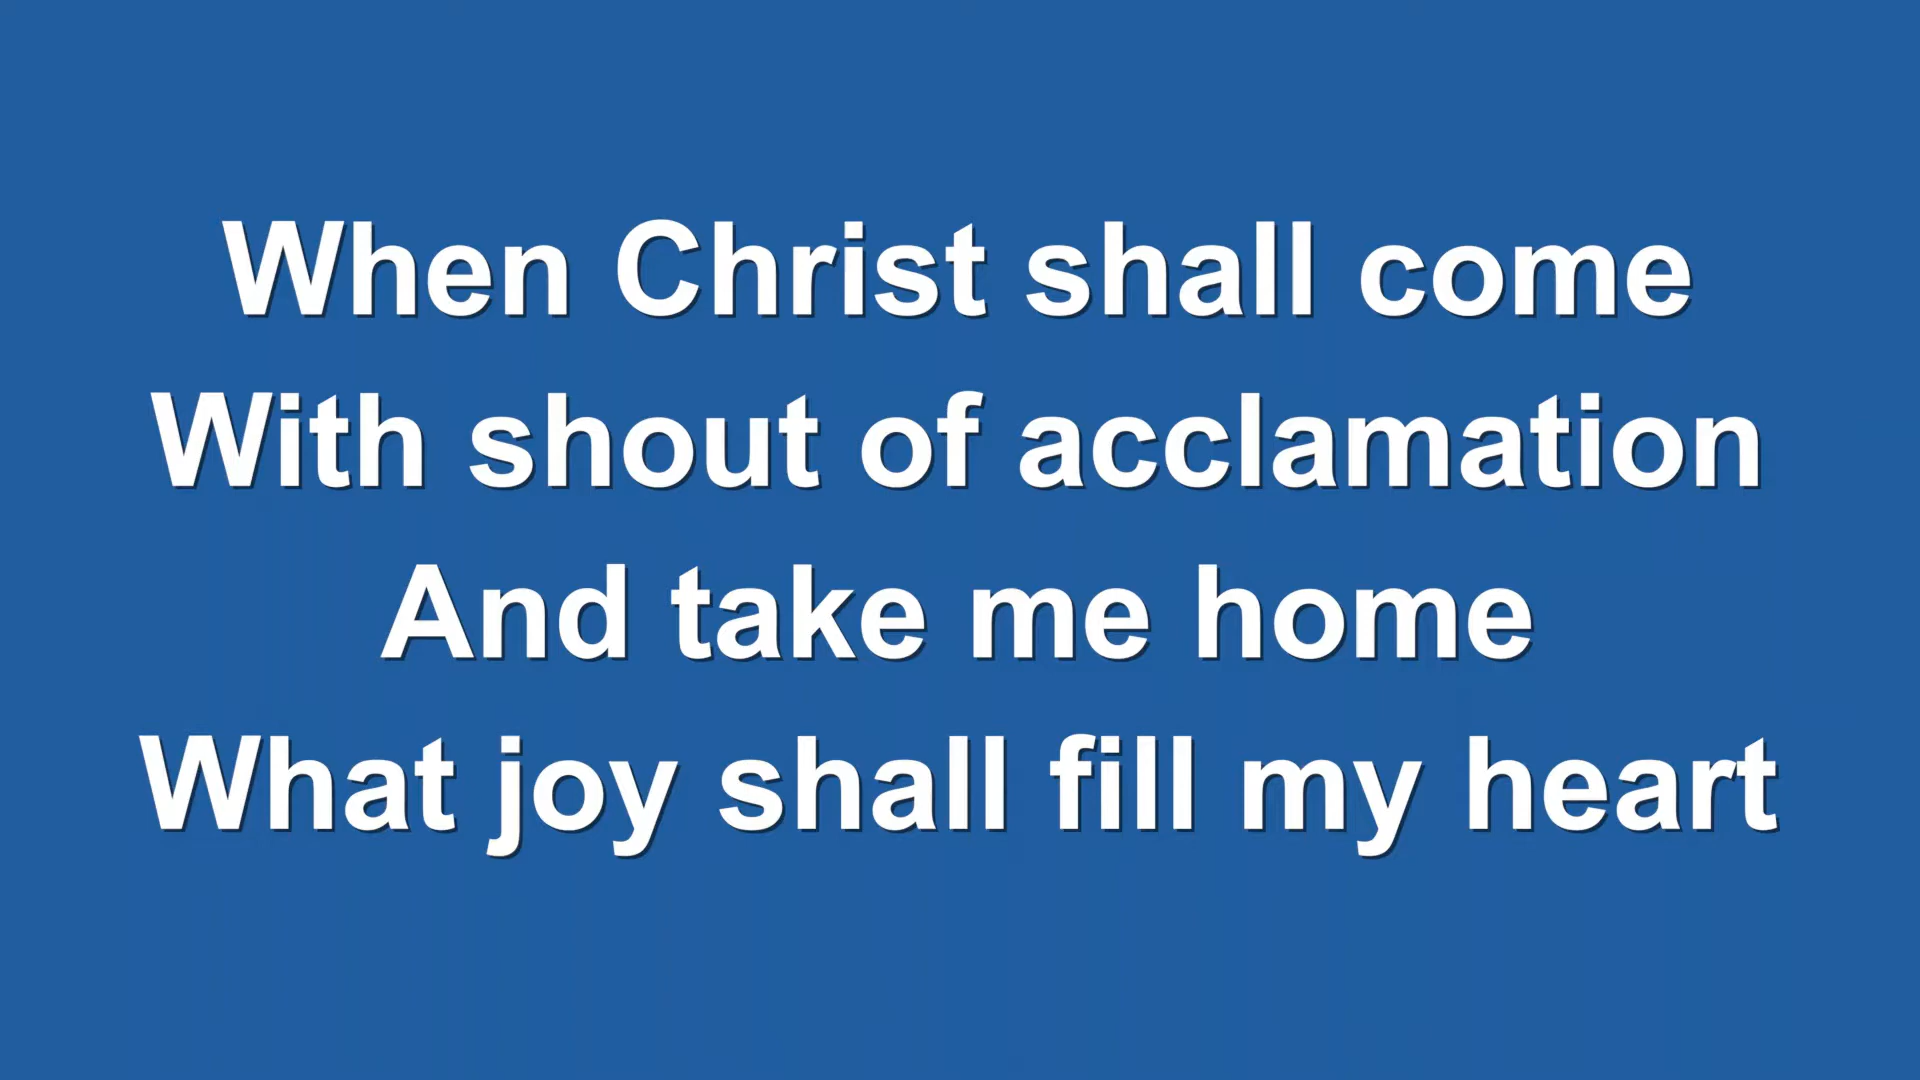 When Christ shall come
With shout of acclamation
And take me home
What joy shall fill my heart